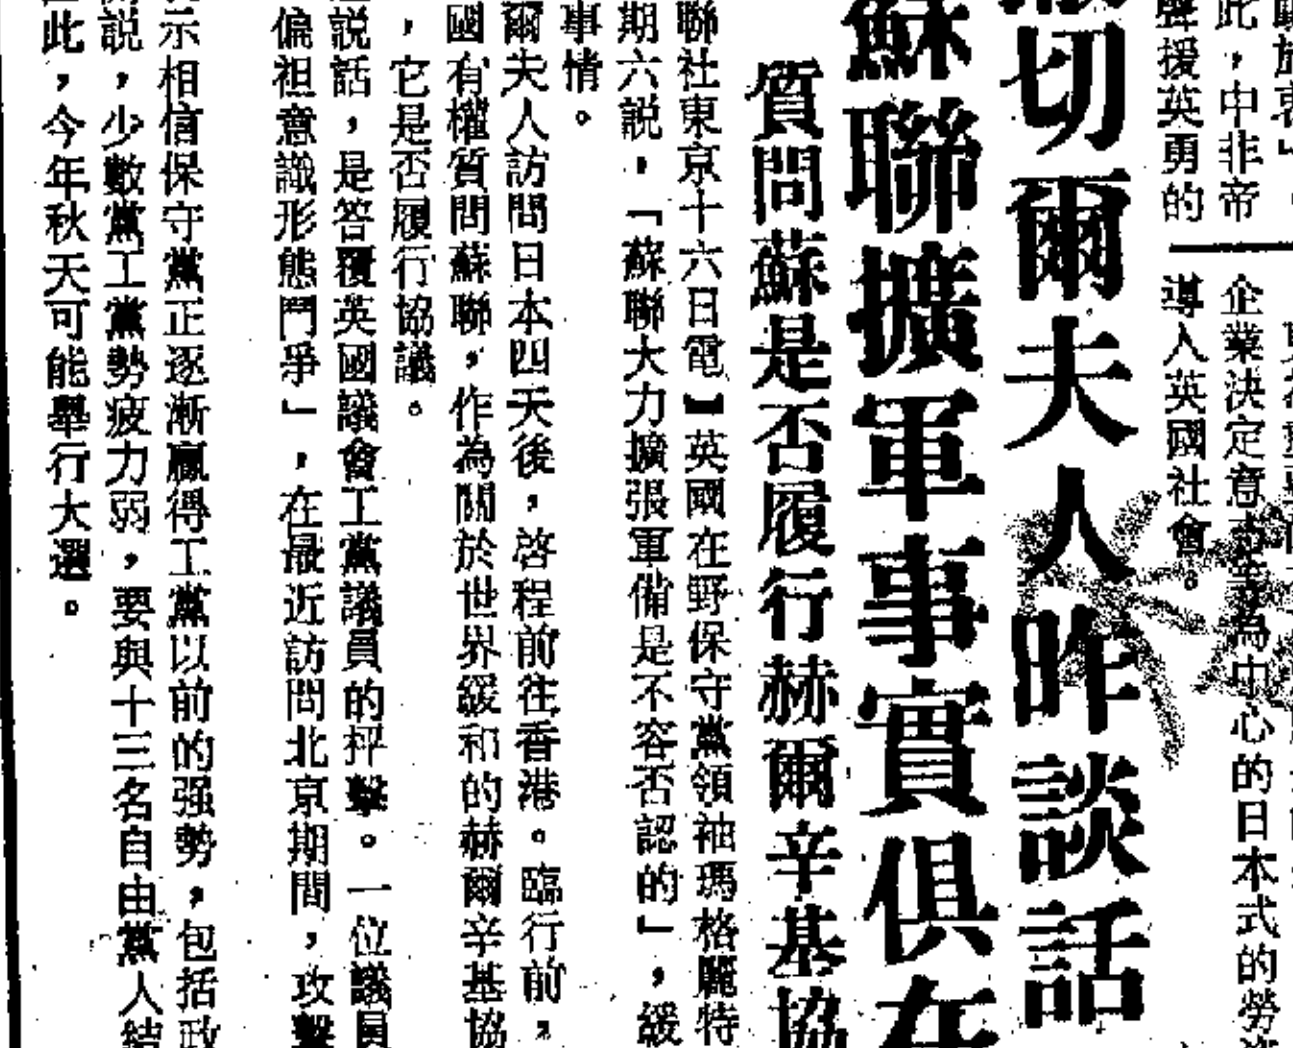 此，中非帝
聲援英勇的
企業決定意
為中心的日本式的勞
導入英國社會。
切爾夫人昨談話
蘇聯擴軍事實俱在
質問蘇是否履行赫爾辛基協
聯社東京十六日電】英國在野保守黨領袖瑪格麗特
期六說，「蘇聯大力擴張軍備是不容否認的」，緩
事情。
爾夫人訪問日本四天後，啓程前往香港。臨行前，
國有權質問蘇聯，作為關於世界緩和的赫爾辛基協
，它是否履行協議。
說話，是答覆英國議會工黨議員的抨擊。一位議員
偏袒意識形態鬥爭」，在最近訪問北京期間，攻擊
示相信保守黨正逐漸贏得工黨以前的强勢，包括政
說，少數黨工黨勢疲力弱，要與十三名自由黨人結
此，今年秋天可能舉行大選。